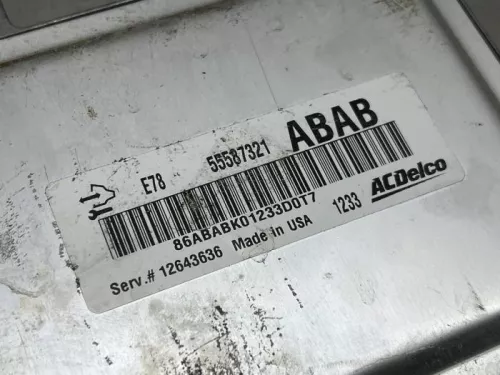 E78 55587321 ABAB
86ABABK01233D0T7
Serv.# 12643636 Made in USA 1233 ACDelco